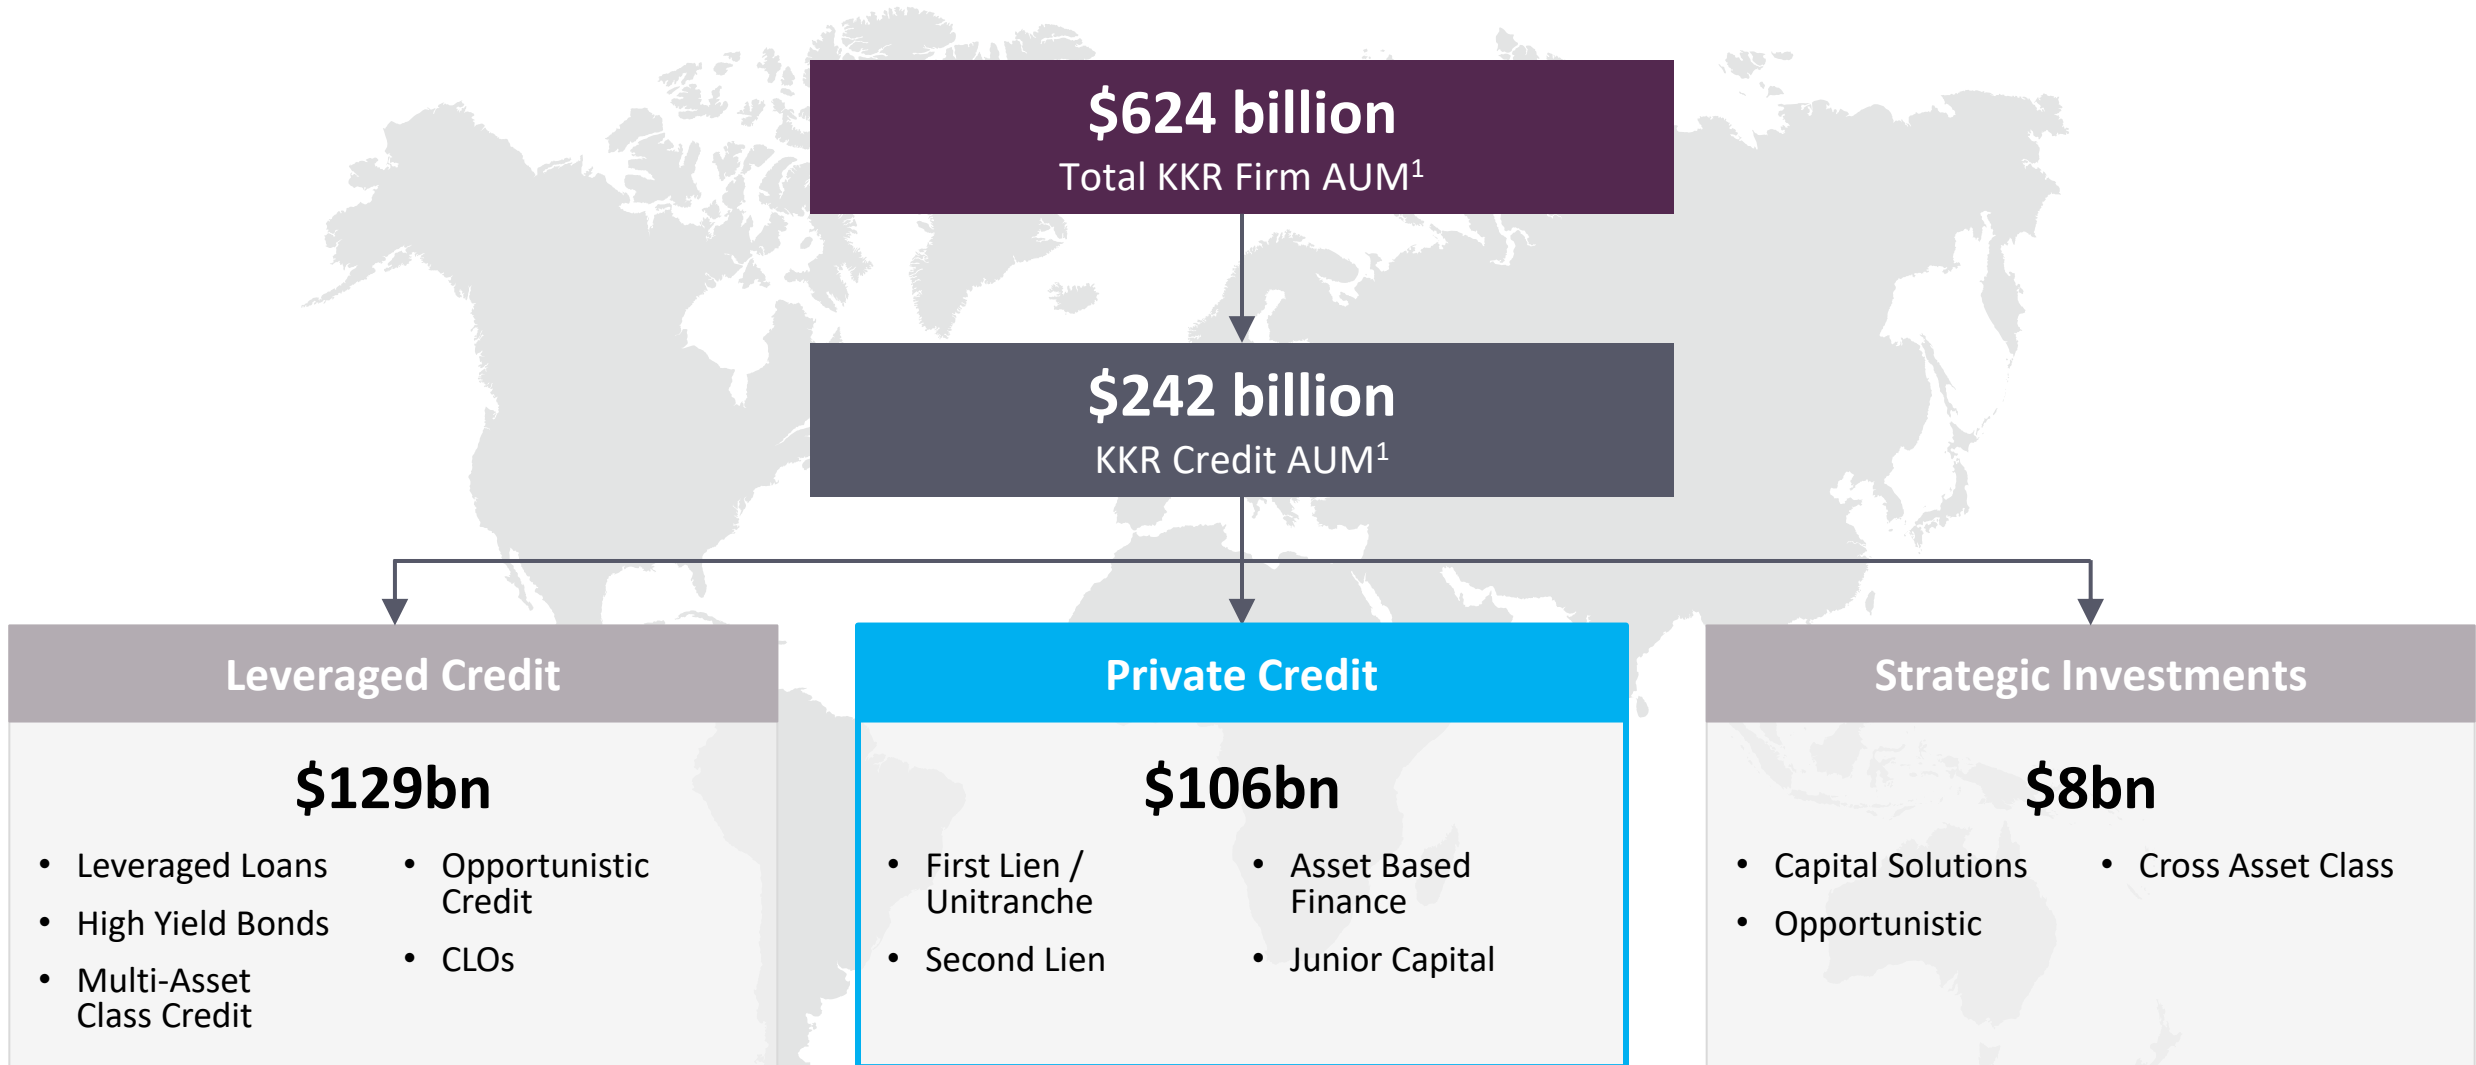 $624 billion
Total KKR Firm AUM¹
$242 billion
KKR Credit AUM¹
Leveraged Credit
$129bn
• Leveraged Loans
• High Yield Bonds
• Multi-Asset
Class Credit
• Opportunistic
Credit
• CLOs
Private Credit
$106bn
• First Lien /
Unitranche
• Second Lien
• Asset Based
Finance
• Junior Capital
Strategic Investments
$8bn
• Capital Solutions
• Opportunistic
• Cross Asset Class